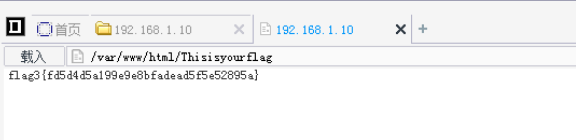 首页 192.168.1.10 192.168.1.10
载入 /var/www/html/Thisisyourflag
flag3{fd5d4d5a199e9e8bfadead5f5e52895a}